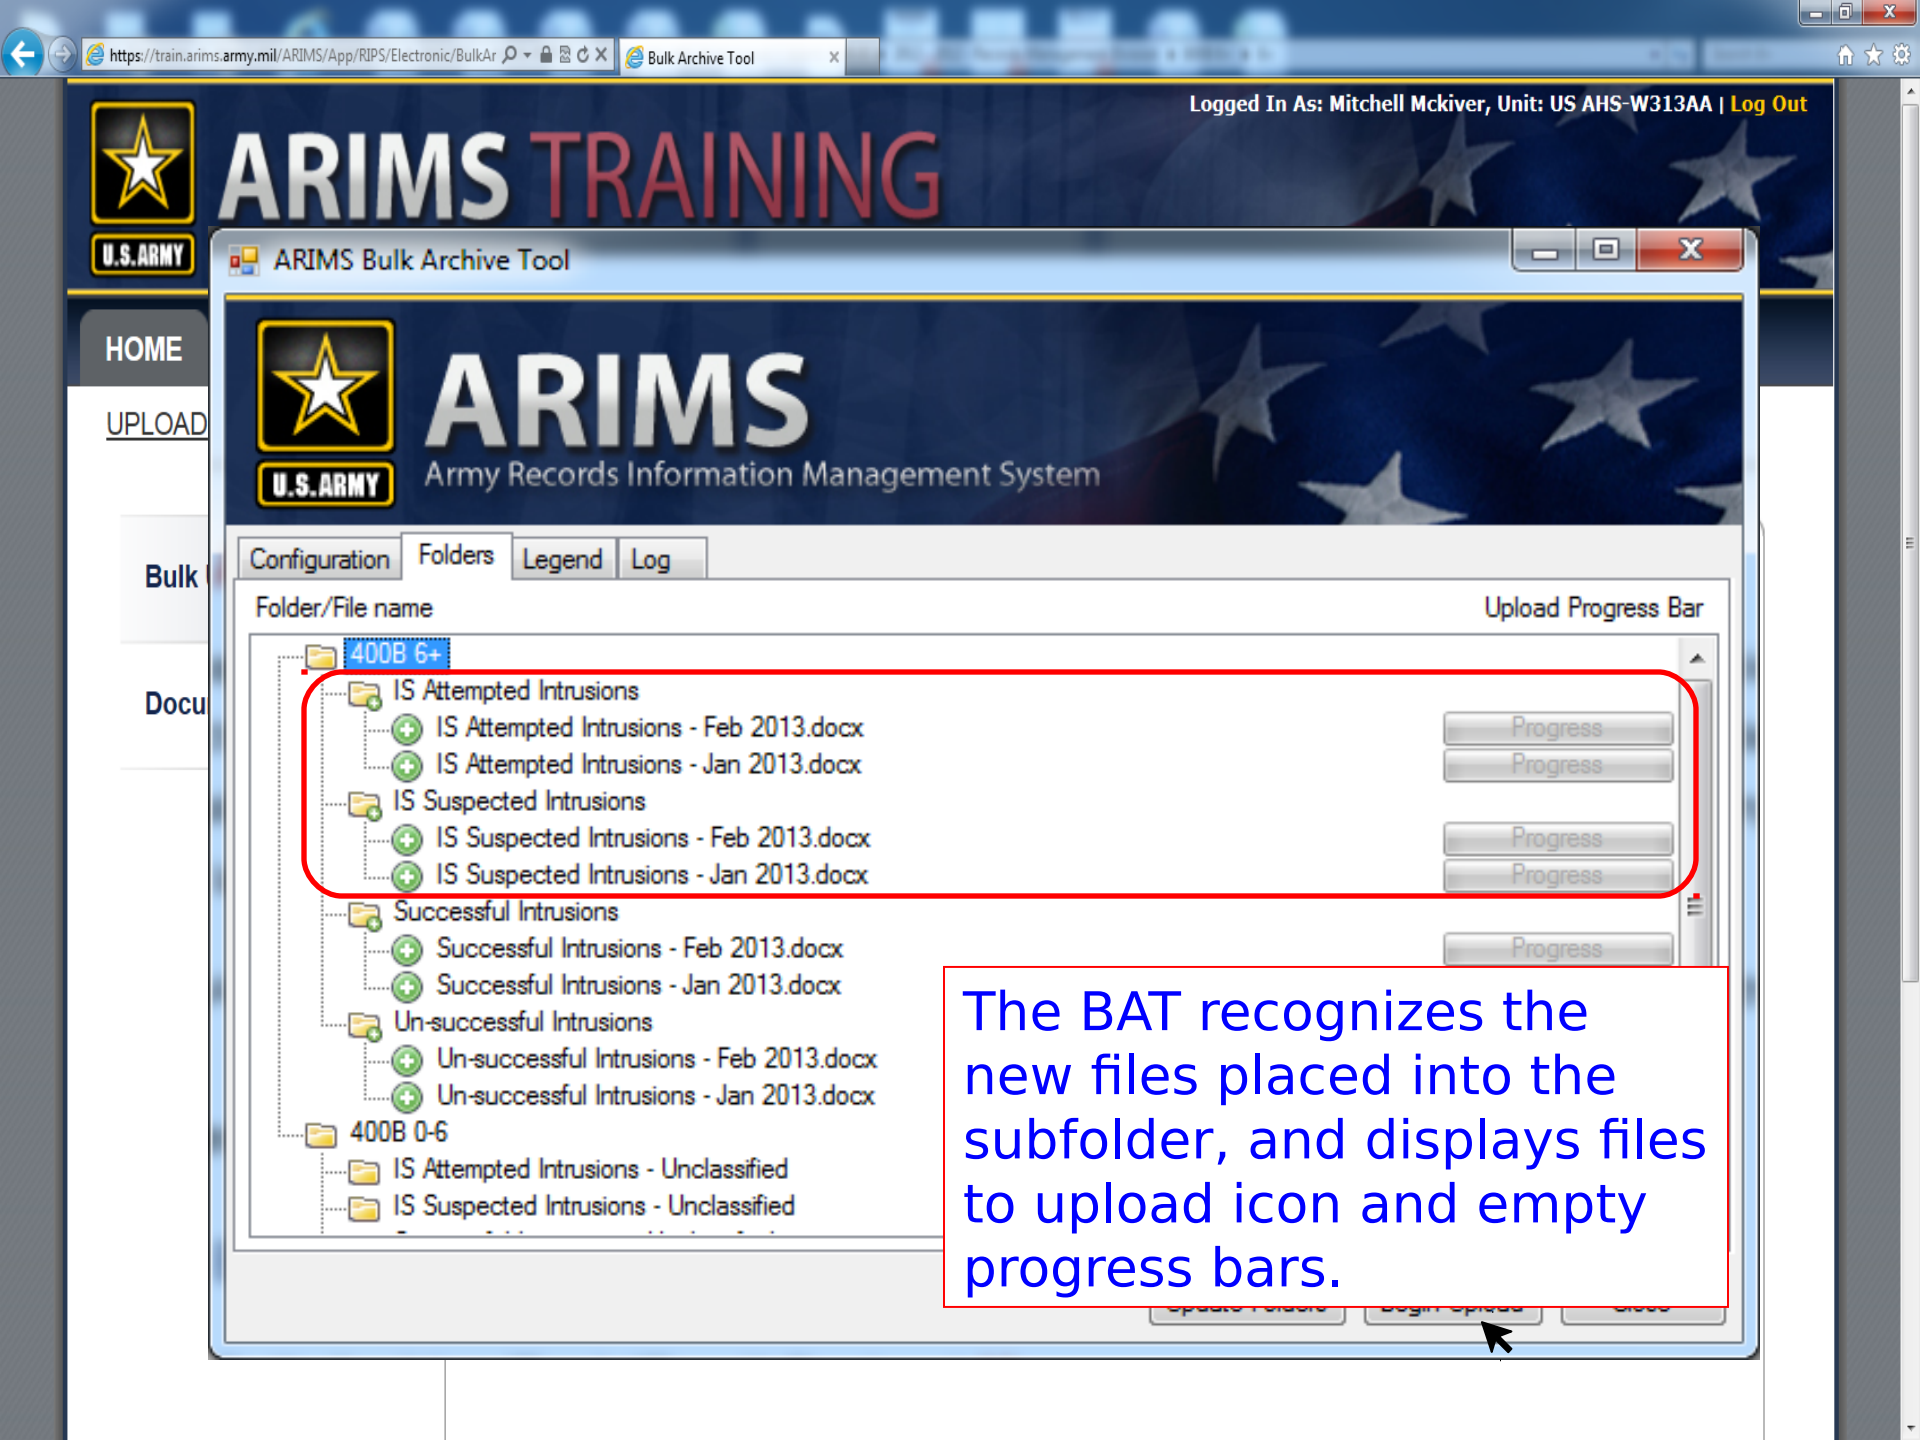 https://train.arims.army.mil/ARIMS/App/RIPS/Electronic/BulkAr
Bulk Archive Tool
Logged In As: Mitchell Mckiver, Unit: US AHS-W313AA | Log Out
ARIMS TRAINING
U.S.ARMY
ARIMS Bulk Archive Tool
HOME
ARIMS
Army Records Information Management System
U.S.ARMY
UPLOAD
Configuration Folders Legend Log
Bulk
Folder/File name Upload Progress Bar
400B 6+
IS Attempted Intrusions
Docu
IS Attempted Intrusions - Feb 2013.docx Progress
IS Attempted Intrusions - Jan 2013.docx Progress
IS Suspected Intrusions
IS Suspected Intrusions - Feb 2013.docx Progress
IS Suspected Intrusions - Jan 2013.docx Progress
Successful Intrusions
Successful Intrusions - Feb 2013.docx Progress
Successful Intrusions - Jan 2013.docx
Un-successful Intrusions
Un-successful Intrusions - Feb 2013.docx
Un-successful Intrusions - Jan 2013.docx
400B 0-6
IS Attempted Intrusions - Unclassified
IS Suspected Intrusions - Unclassified
The BAT recognizes the
new files placed into the
subfolder, and displays files
to upload icon and empty
progress bars.
Update Folders Begin Upload Close